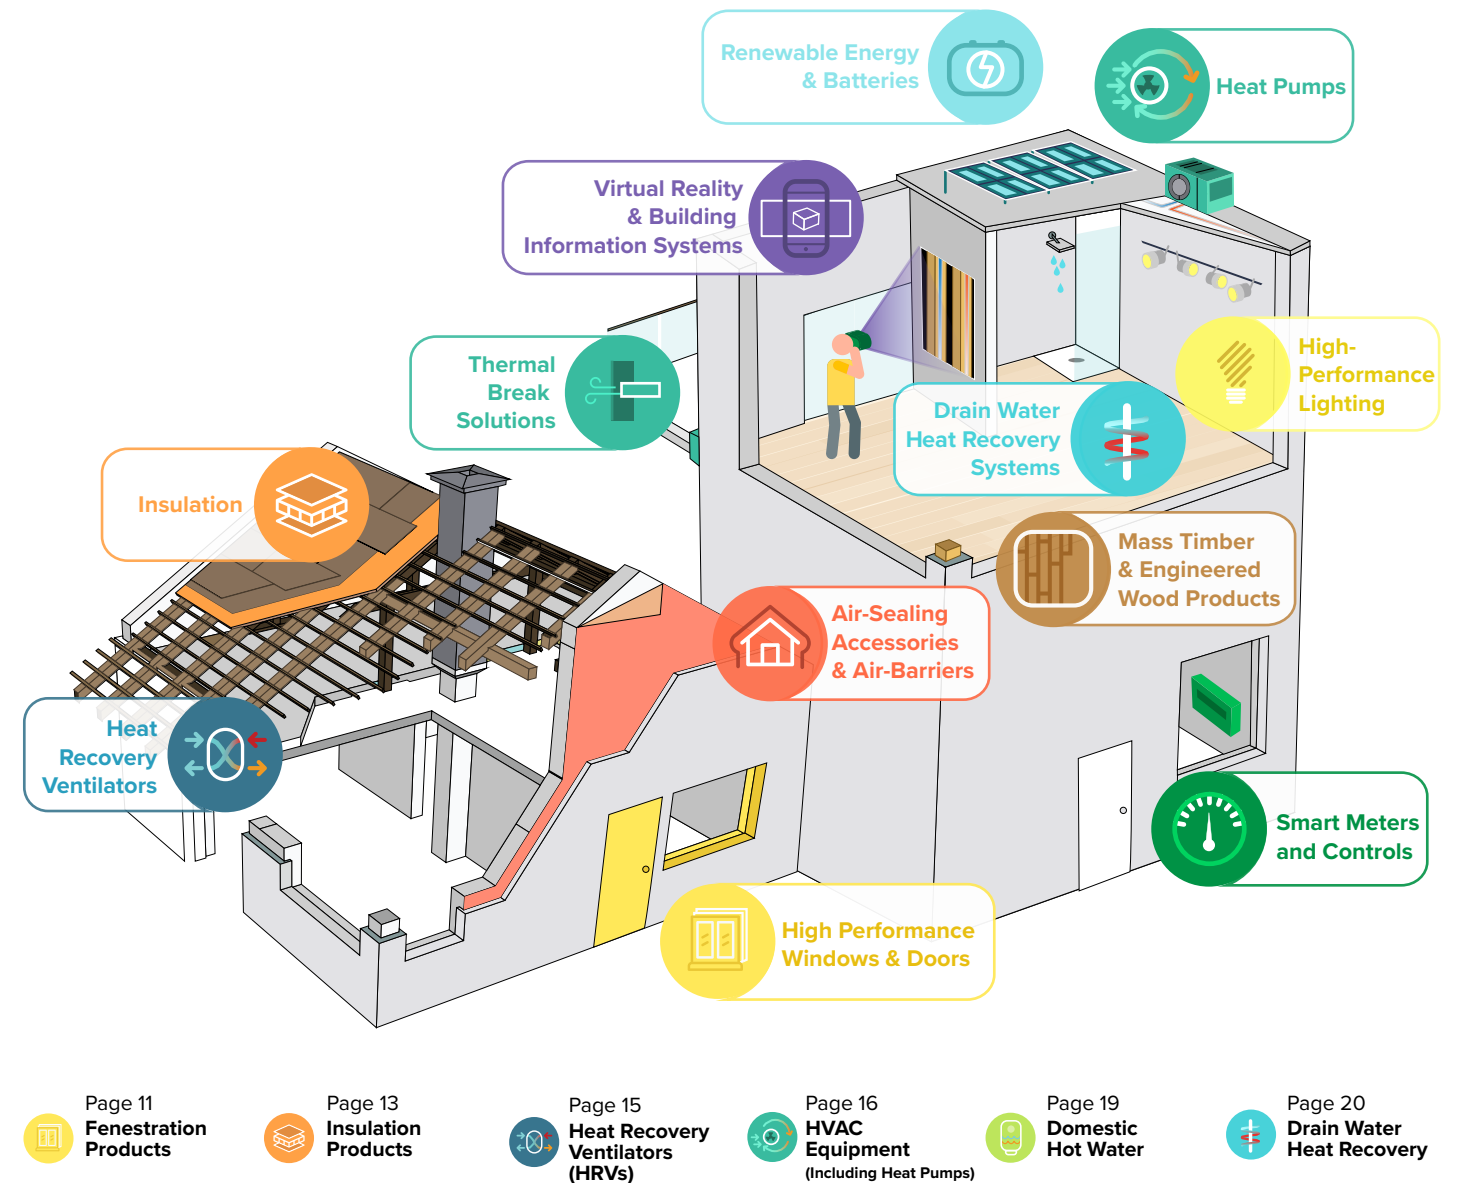 Renewable Energy
& Batteries
Heat Pumps
Virtual Reality
& Building
Information Systems
Thermal
Break
Solutions
High-
Performance
Lighting
Drain Water
Heat Recovery
Systems
Insulation
Mass Timber
& Engineered
Wood Products
Air-Sealing
Accessories
& Air-Barriers
Heat
Recovery
Ventilators
Smart Meters
and Controls
High Performance
Windows & Doors
Page 11
Fenestration
Products
Page 13
Insulation
Products
Page 15
Heat Recovery
Ventilators
(HRVs)
Page 16
HVAC
Equipment
(Including Heat Pumps)
Page 19
Domestic
Hot Water
Page 20
Drain Water
Heat Recovery